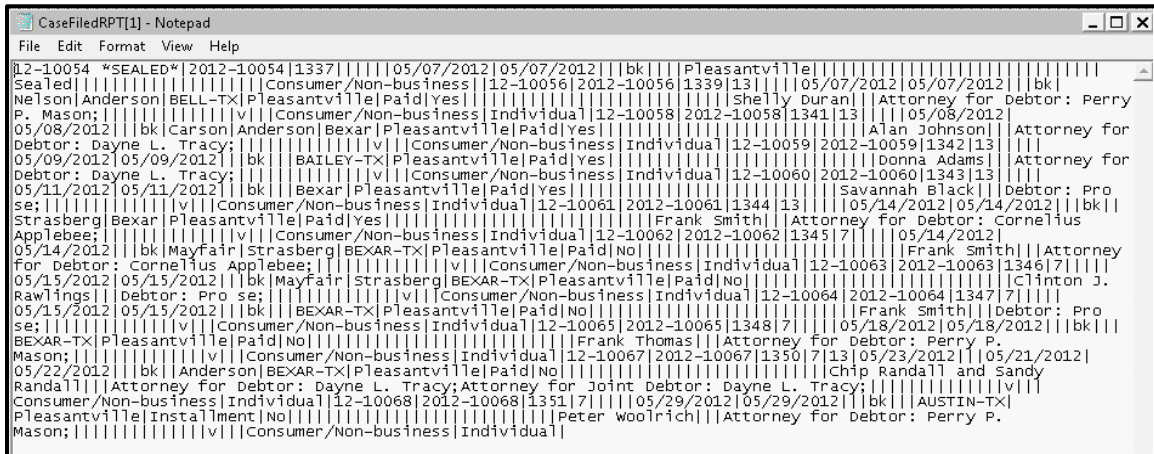 CaseFiledRPT[1] - Notepad
File Edit Format View Help
12-10054 *SEALED*|2012-10054|1337||||||05/07/2012|05/07/2012|||bk||||Pleasantville||||||||||||||||||||||||||||
Sealed||||||||||||||||||||Consumer/Non-business||12-10056|2012-10056|1339|13|||||05/07/2012|05/07/2012|||bk|
Nelson|Anderson|BELL-TX|Pleasantville|Paid|Yes|||||||||||||||||||||||||||Shelly Duran|||Attorney for Debtor: Perry
P. Mason;||||||||||||||v|||Consumer/Non-business|Individual|12-10058|2012-10058|1341|13|||||05/08/2012|
05/08/2012|||bk|Carson|Anderson|Bexar|Pleasantville|Paid|Yes|||||||||||||||||||||||||||Alan Johnson|||Attorney for
Debtor: Dayne L. Tracy;||||||||||||||v|||Consumer/Non-business|Individual|12-10059|2012-10059|1342|13|||||
05/09/2012|05/09/2012|||bk|||BAILEY-TX|Pleasantville|Paid|Yes|||||||||||||||||||||||||||Donna Adams|||Attorney for
Debtor: Dayne L. Tracy;||||||||||||||v|||Consumer/Non-business|Individual|12-10060|2012-10060|1343|13|||||
05/11/2012|05/11/2012|||bk|||Bexar|Pleasantville|Paid|Yes|||||||||||||||||||||||||||Savannah Black|||Debtor: Pro
se;||||||||||||||v|||Consumer/Non-business|Individual|12-10061|2012-10061|1344|13|||||05/14/2012|05/14/2012|||bk||
Strasberg|Bexar|Pleasantville|Paid|Yes|||||||||||||||||||||||||||Frank Smith|||Attorney for Debtor: Cornelius
Applebee;||||||||||||||v|||Consumer/Non-business|Individual|12-10062|2012-10062|1345|7|||||05/14/2012|
05/14/2012|||bk|Mayfair|Strasberg|BEXAR-TX|Pleasantville|Paid|No|||||||||||||||||||||||||||Frank Smith|||Attorney
for Debtor: Cornelius Applebee;||||||||||||||v|||Consumer/Non-business|Individual|12-10063|2012-10063|1346|7|||||
05/15/2012|05/15/2012|||bk|Mayfair|Strasberg|BEXAR-TX|Pleasantville|Paid|No|||||||||||||||||||||||||||Clinton J.
Rawlings|||Debtor: Pro se;||||||||||||||v|||Consumer/Non-business|Individual|12-10064|2012-10064|1347|7|||||
05/15/2012|05/15/2012|||bk|||BEXAR-TX|Pleasantville|Paid|No|||||||||||||||||||||||||||Frank Smith|||Debtor: Pro
se;||||||||||||||v|||Consumer/Non-business|Individual|12-10065|2012-10065|1348|7|||||05/18/2012|05/18/2012|||bk|||
BEXAR-TX|Pleasantville|Paid|No|||||||||||||||||||||||||||Frank Thomas|||Attorney for Debtor: Perry P.
Mason;||||||||||||||v|||Consumer/Non-business|Individual|12-10067|2012-10067|1350|7|13|05/23/2012|||05/21/2012|
05/22/2012|||bk||Anderson|BEXAR-TX|Pleasantville|Paid|No|||||||||||||||||||||||||||Chip Randall and Sandy
Randall|||Attorney for Debtor: Dayne L. Tracy;Attorney for Joint Debtor: Dayne L. Tracy;||||||||||||||v|||
Consumer/Non-business|Individual|12-10068|2012-10068|1351|7|||||05/29/2012|05/29/2012|||bk|||AUSTIN-TX|
Pleasantville|Installment|No|||||||||||||||||||||||||||Peter Woolrich|||Attorney for Debtor: Perry P.
Mason;||||||||||||||v|||Consumer/Non-business|Individual|